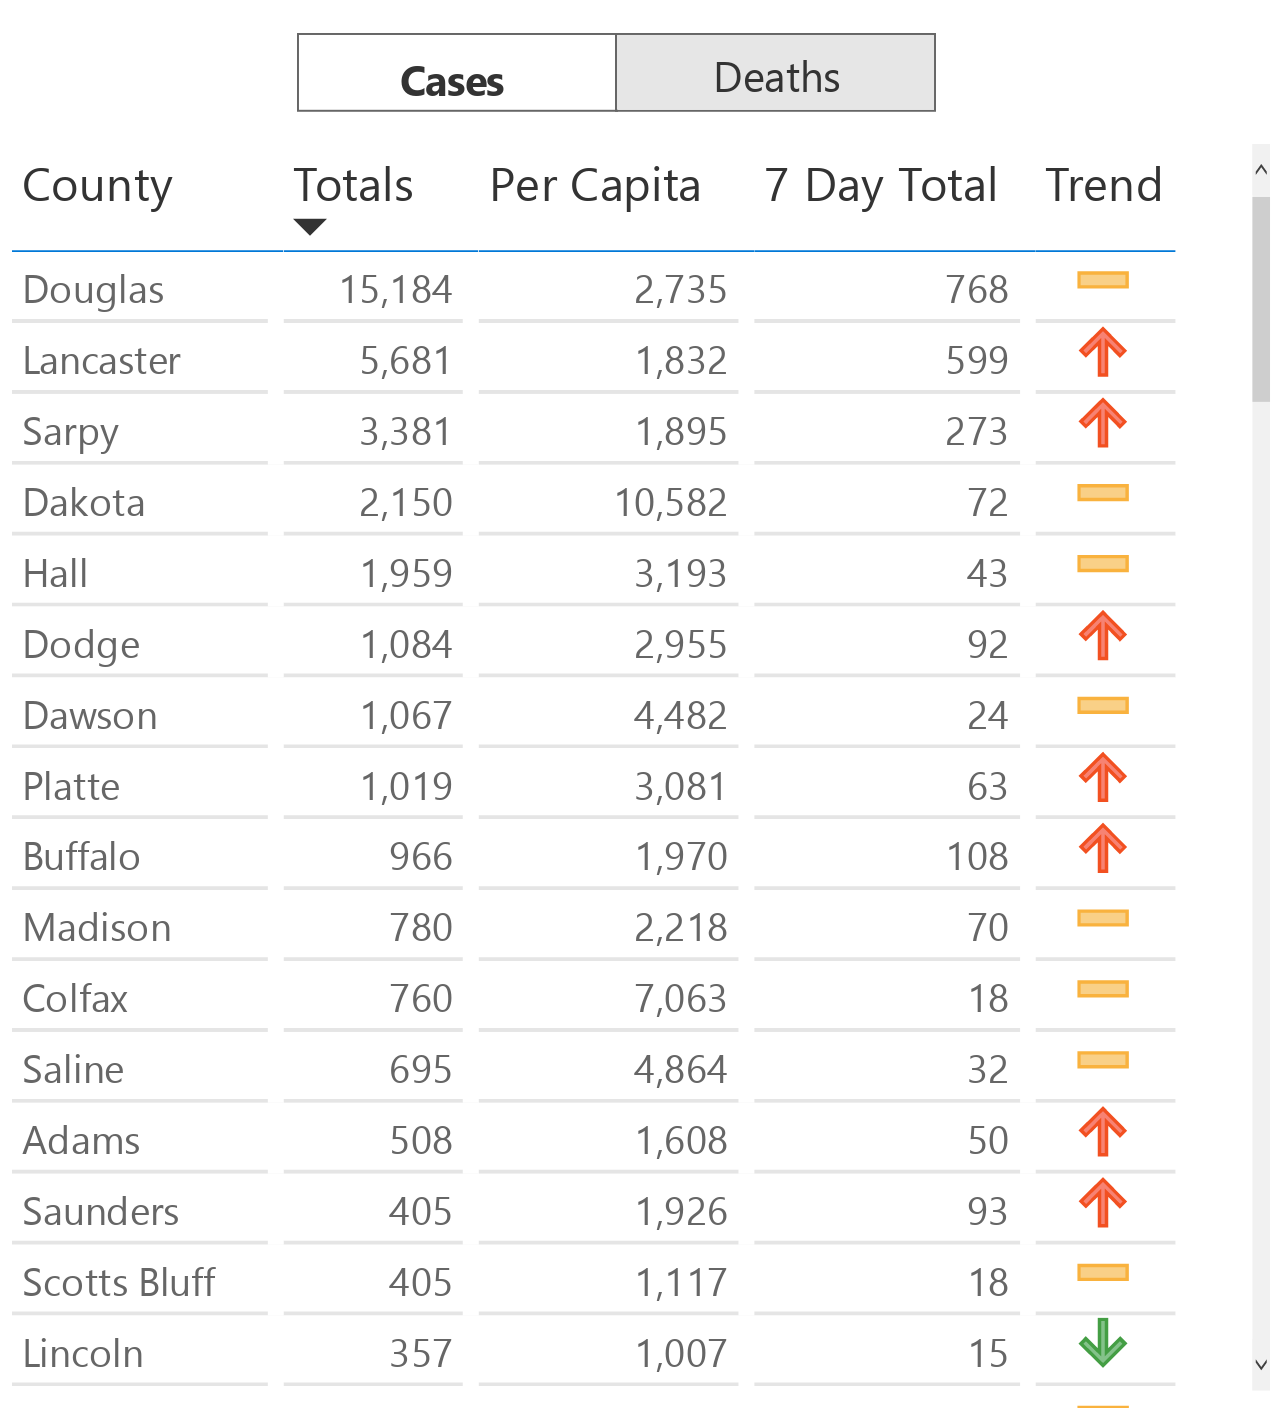 Cases Deaths
County Totals Per Capita 7 Day Total Trend
Douglas 15,184 2,735 768
Lancaster 5,681 1,832 599
Sarpy 3,381 1,895 273
Dakota 2,150 10,582 72
Hall 1,959 3,193 43
Dodge 1,084 2,955 92
Dawson 1,067 4,482 24
Platte 1,019 3,081 63
Buffalo 966 1,970 108
Madison 780 2,218 70
Colfax 760 7,063 18
Saline 695 4,864 32
Adams 508 1,608 50
Saunders 405 1,926 93
Scotts Bluff 405 1,117 18
Lincoln 357 1,007 15